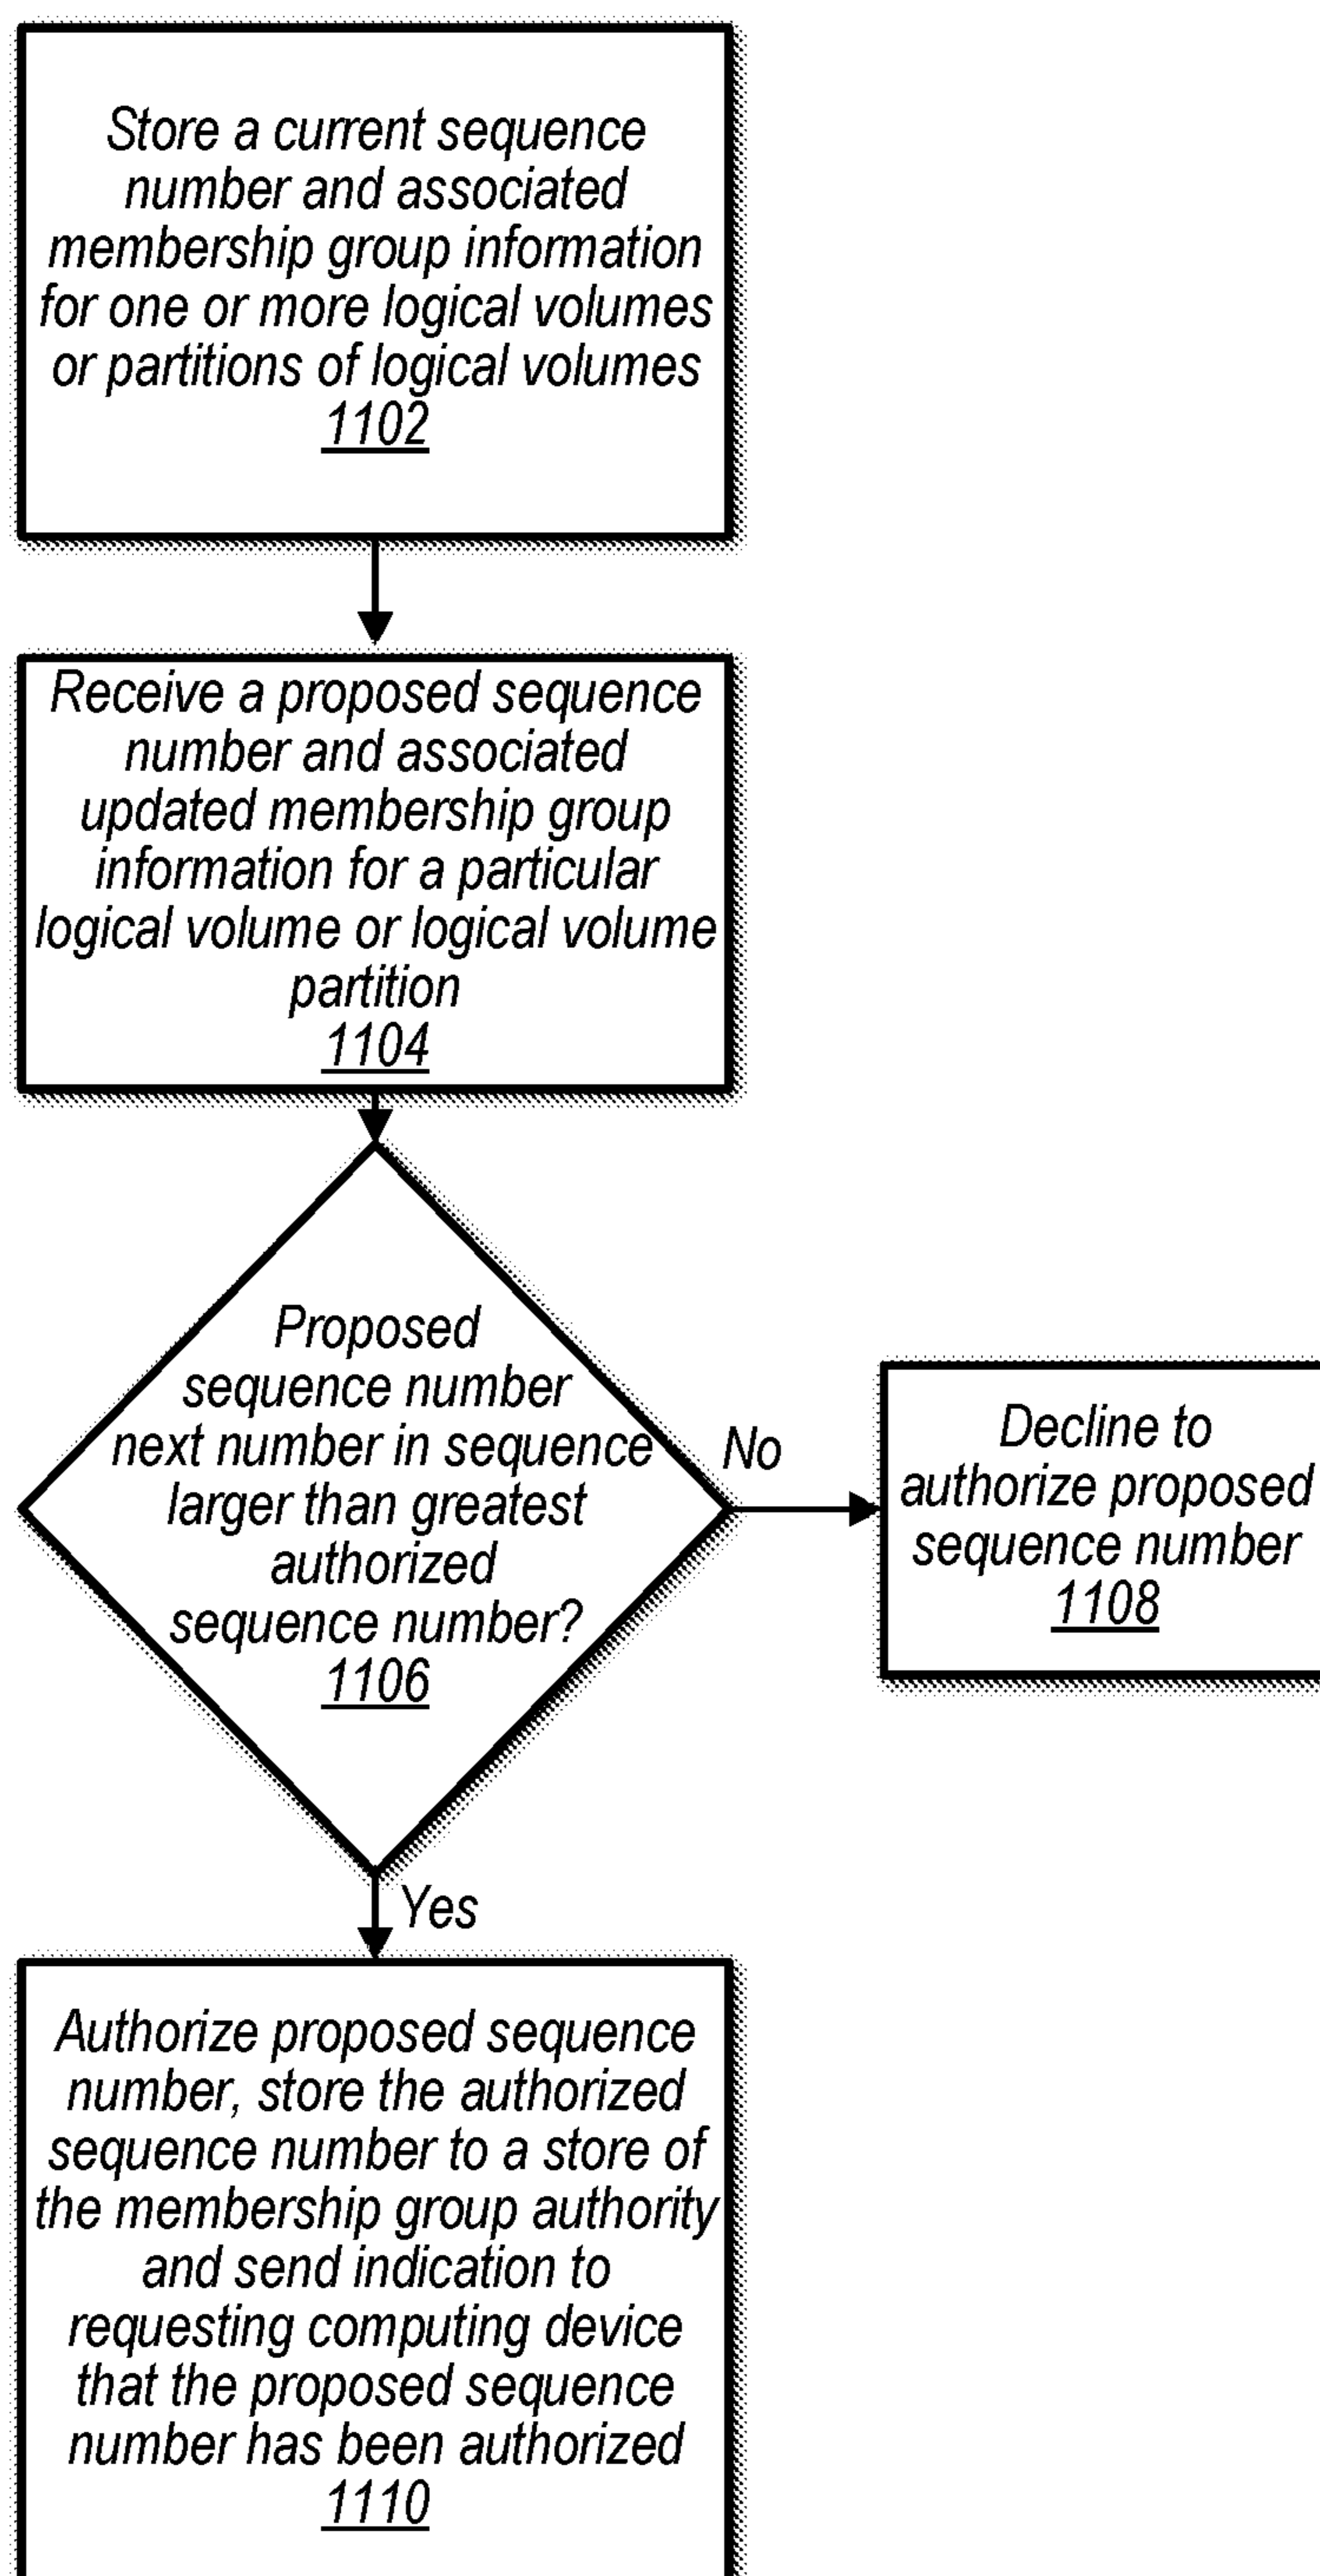 Store a current sequence
number and associated
membership group information
for one or more logical volumes
or partitions of logical volumes
1102
Receive a proposed sequence
number and associated
updated membership group
information for a particular
logical volume or logical volume
partition
1104
Proposed
sequence number
next number in sequence
larger than greatest
authorized
sequence number?
1106
No
Decline to
authorize proposed
sequence number
1108
Yes
Authorize proposed sequence
number, store the authorized
sequence number to a store of
the membership group authority
and send indication to
requesting computing device
that the proposed sequence
number has been authorized
1110